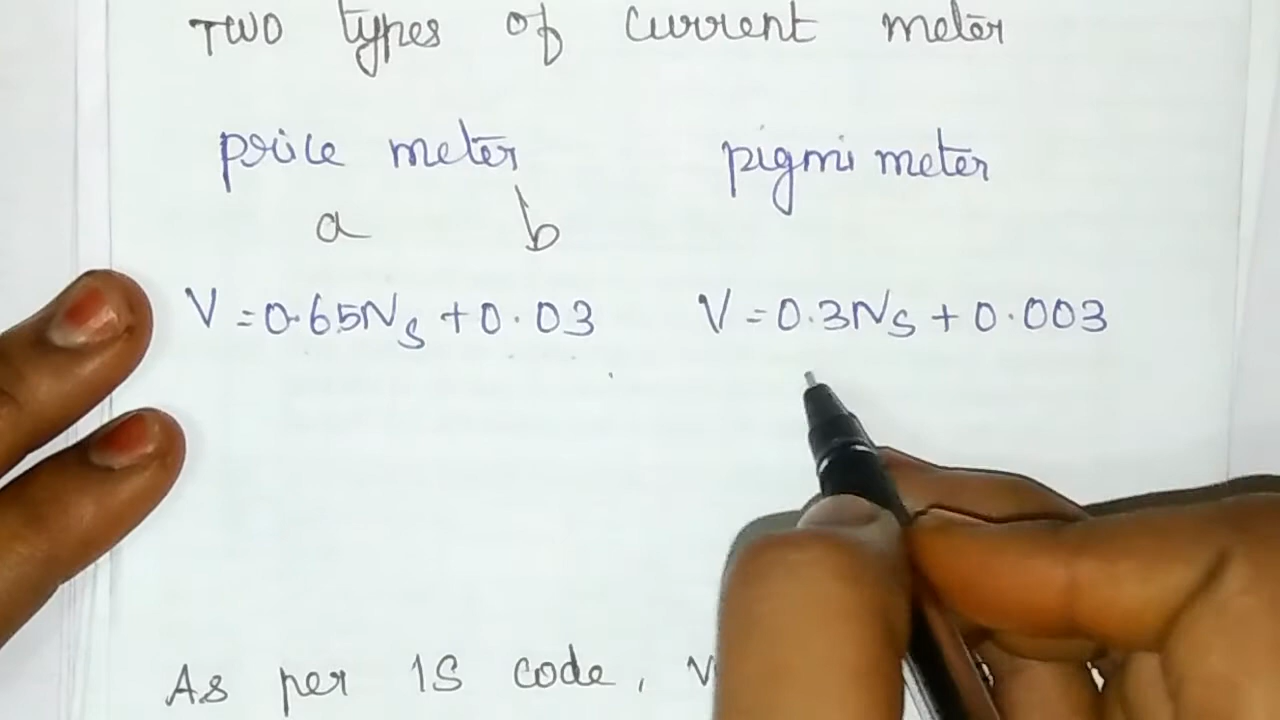 TWO types of current meter
price meter pigmi meter
a b
V = 0.65Ns + 0.03 V = 0.3Ns + 0.003
As per IS code, V